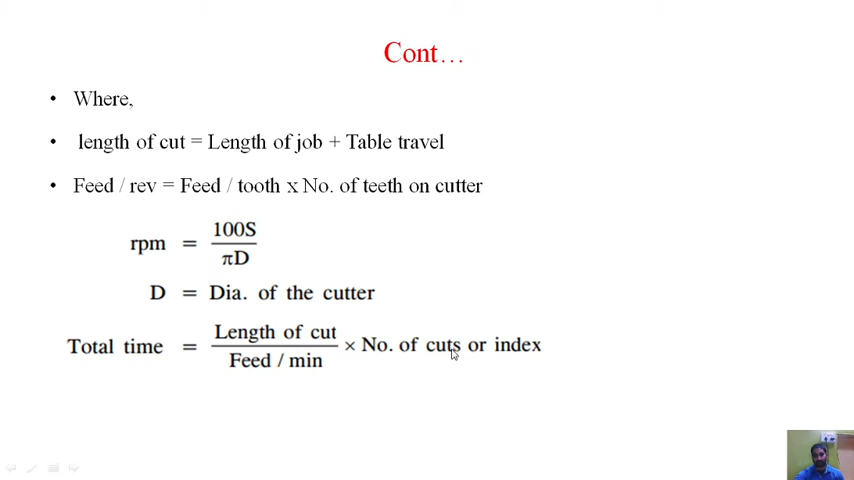 Cont…
• Where,
• length of cut = Length of job + Table travel
• Feed / rev = Feed / tooth x No. of teeth on cutter
rpm = 100S / πD
D = Dia. of the cutter
Total time = Length of cut / Feed / min × No. of cuts or index